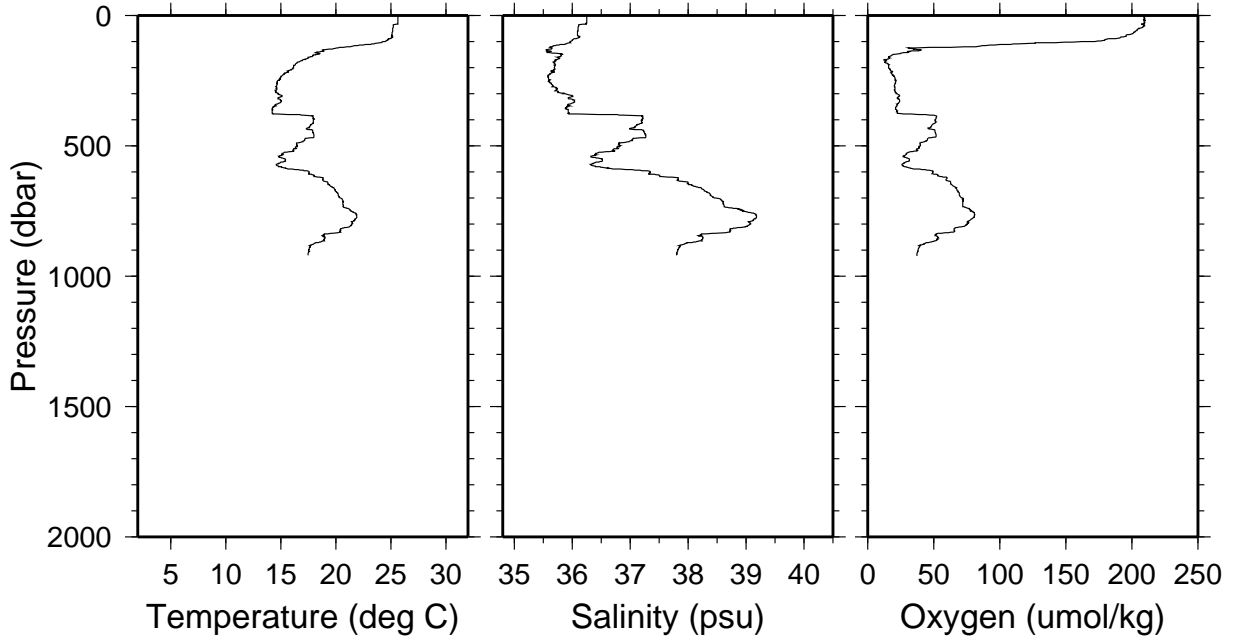 0
500
1000
1500
2000
Pressure (dbar)
5 10 15 20 25 30
Temperature (deg C)
35 36 37 38 39 40
Salinity (psu)
0 50 100 150 200 250
Oxygen (umol/kg)